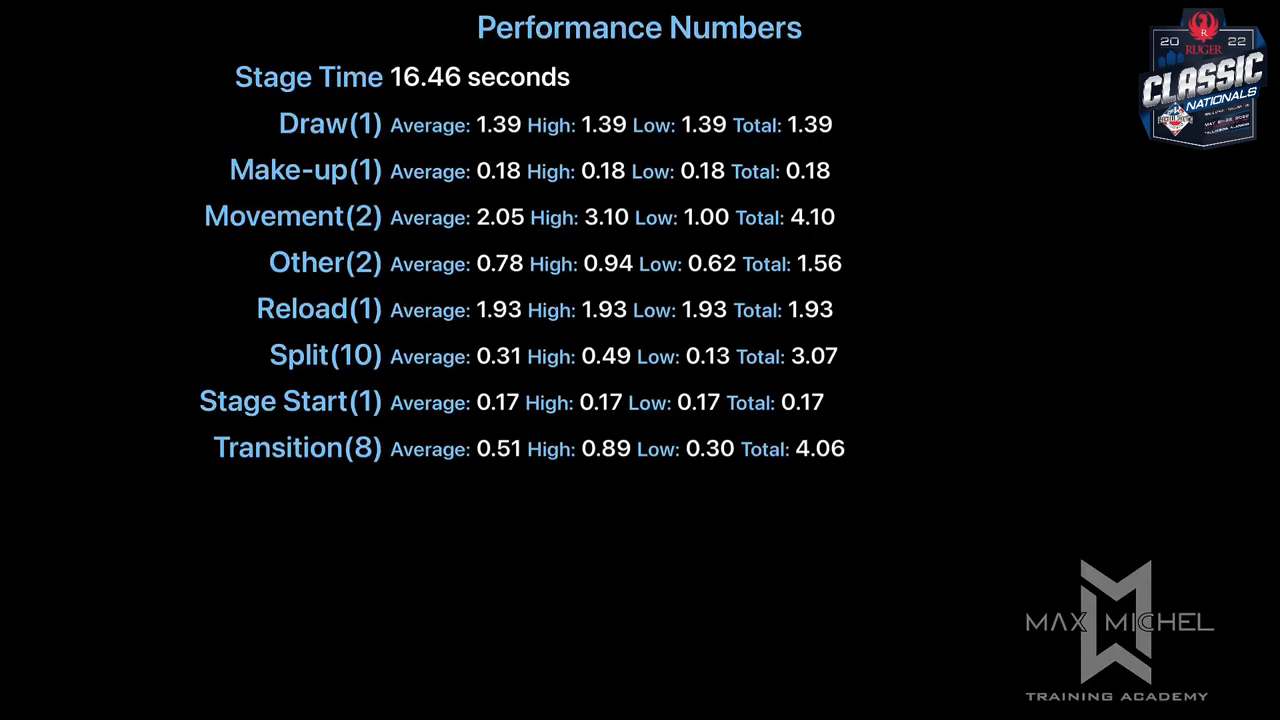 Performance Numbers
Stage Time 16.46 seconds
Draw(1) Average: 1.39 High: 1.39 Low: 1.39 Total: 1.39
Make-up(1) Average: 0.18 High: 0.18 Low: 0.18 Total: 0.18
Movement(2) Average: 2.05 High: 3.10 Low: 1.00 Total: 4.10
Other(2) Average: 0.78 High: 0.94 Low: 0.62 Total: 1.56
Reload(1) Average: 1.93 High: 1.93 Low: 1.93 Total: 1.93
Split(10) Average: 0.31 High: 0.49 Low: 0.13 Total: 3.07
Stage Start(1) Average: 0.17 High: 0.17 Low: 0.17 Total: 0.17
Transition(8) Average: 0.51 High: 0.89 Low: 0.30 Total: 4.06
20 22
RUGER
CLASSIC
NATIONALS
MAX MICHEL
TRAINING ACADEMY